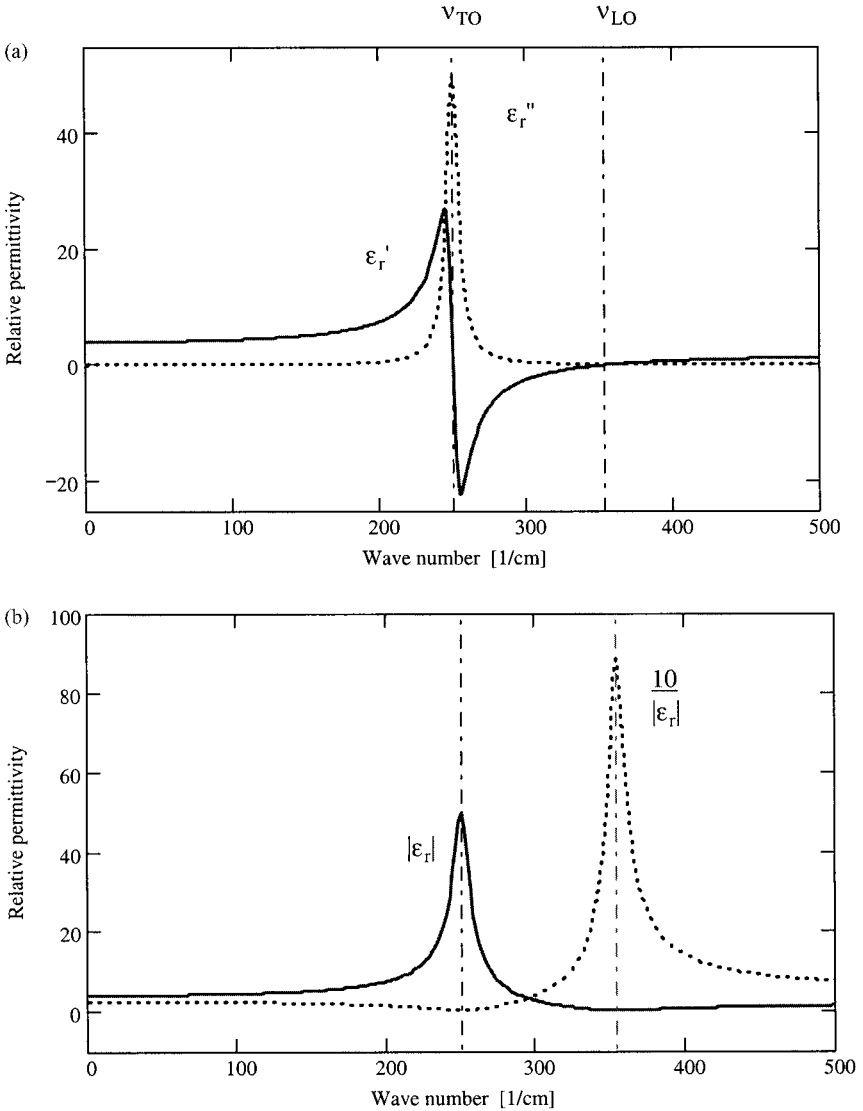 ν_TO ν_LO
(a)
40
20
0
−20
Relative permittivity
ε_r"
ε_r'
0 100 200 300 400 500
Wave number [1/cm]
(b)
100
80
60
40
20
0
Relative permittivity
10
|ε_r|
|ε_r|
0 100 200 300 400 500
Wave number [1/cm]